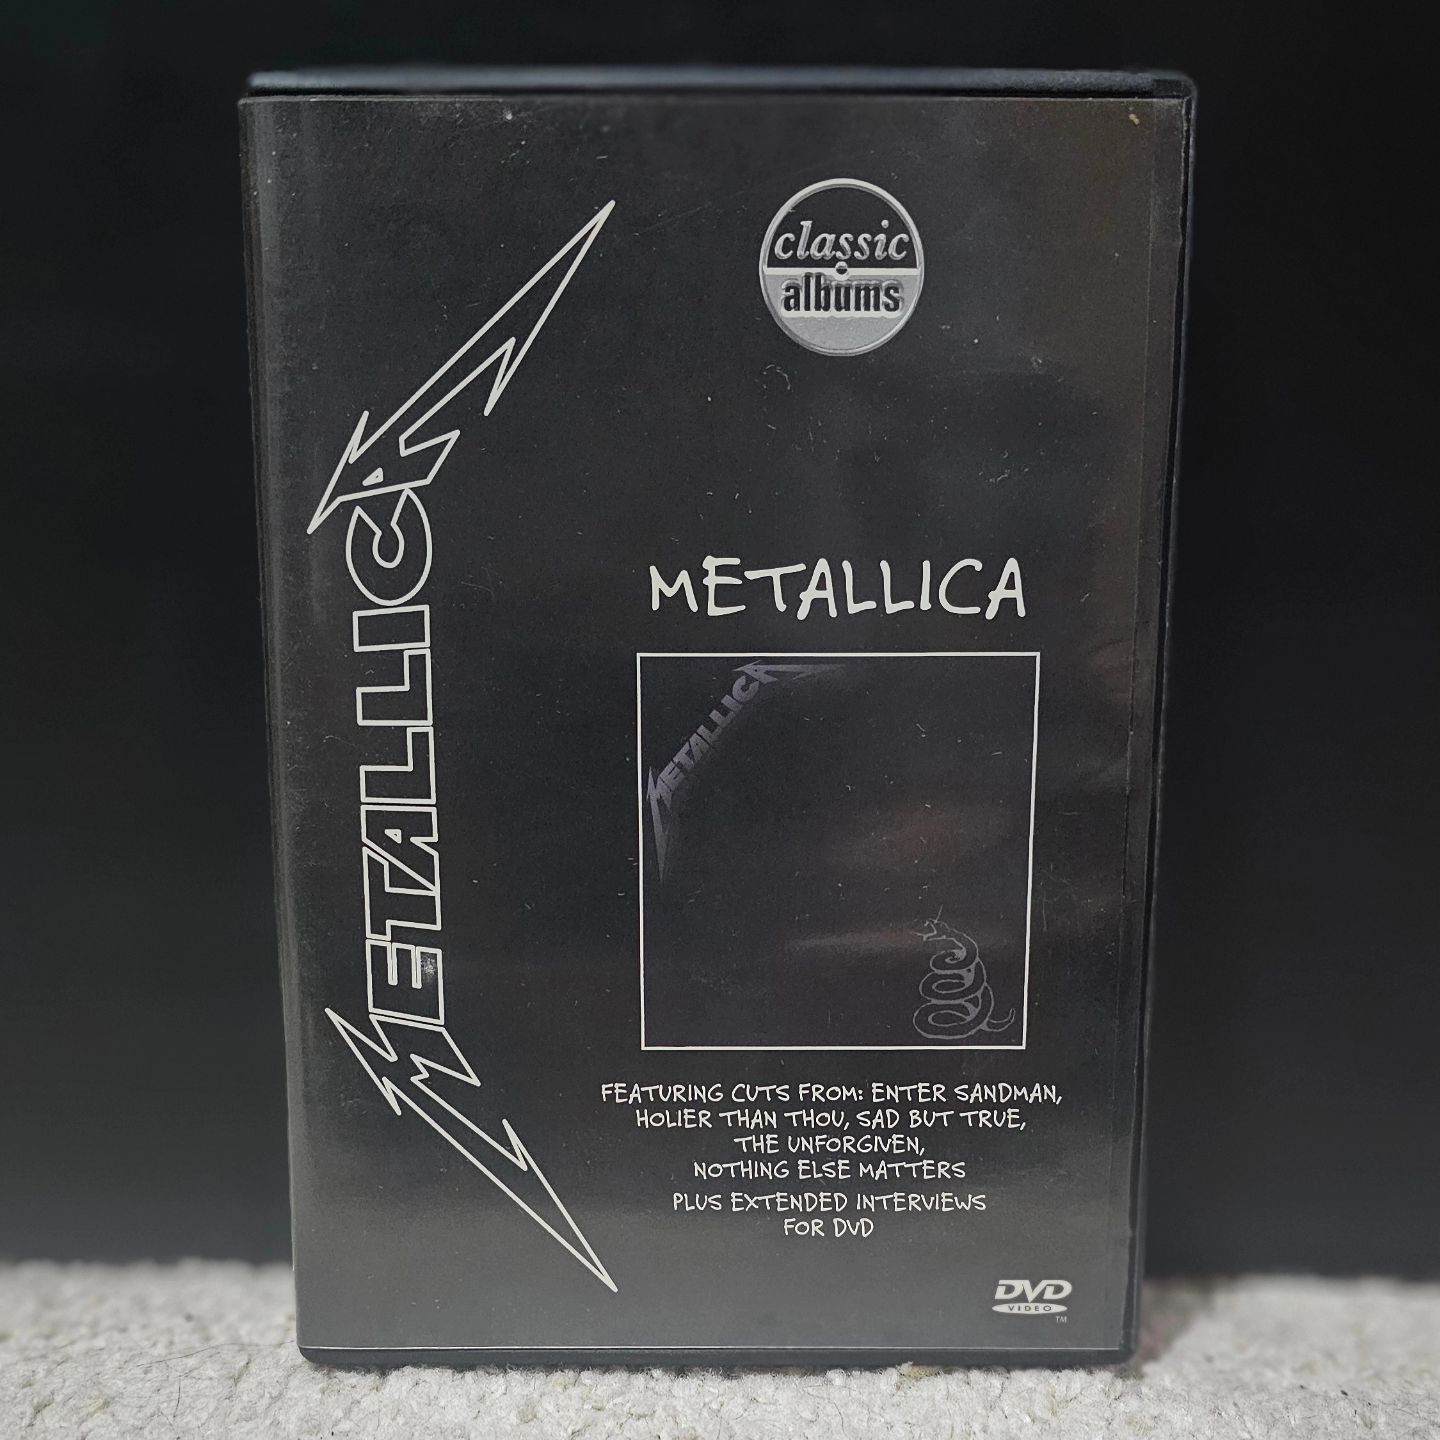 classic
albums
METALLICA
METALLICA
METALLICA
FEATURING CUTS FROM: ENTER SANDMAN,
HOLIER THAN THOU, SAD BUT TRUE,
THE UNFORGIVEN,
NOTHING ELSE MATTERS
PLUS EXTENDED INTERVIEWS
FOR DVD
DVD
VIDEO
TM